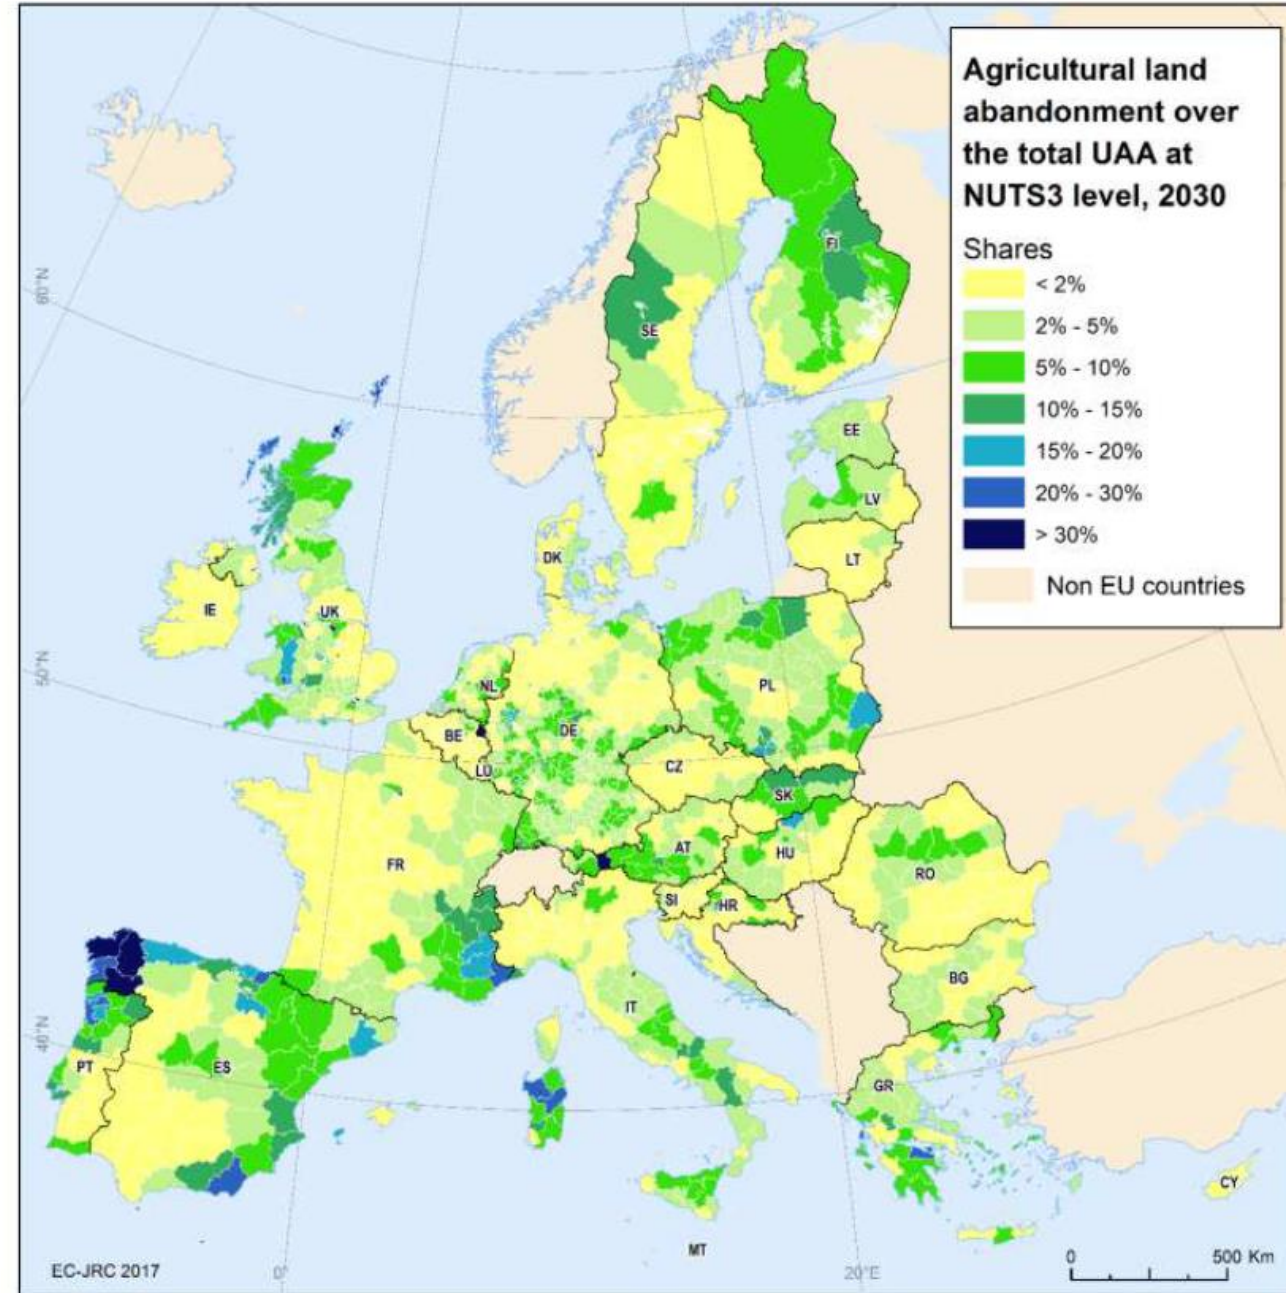 Agricultural land
abandonment over
the total UAA at
NUTS3 level, 2030
Shares
< 2%
2% - 5%
5% - 10%
10% - 15%
15% - 20%
20% - 30%
> 30%
Non EU countries
60°N
50°N
40°N
FI
SE
EE
LV
LT
DK
IE
UK
NL
PL
BE
DE
LU
CZ
SK
FR
AT
HU
RO
SI
HR
BG
IT
PT
ES
GR
CY
MT
EC-JRC 2017
0°
20°E
0
500 Km